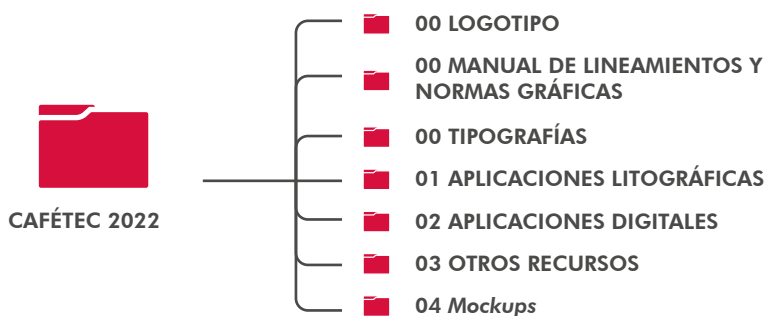 00 LOGOTIPO
00 MANUAL DE LINEAMIENTOS Y
NORMAS GRÁFICAS
00 TIPOGRAFÍAS
01 APLICACIONES LITOGRÁFICAS
CAFÉTEC 2022
02 APLICACIONES DIGITALES
03 OTROS RECURSOS
04 Mockups